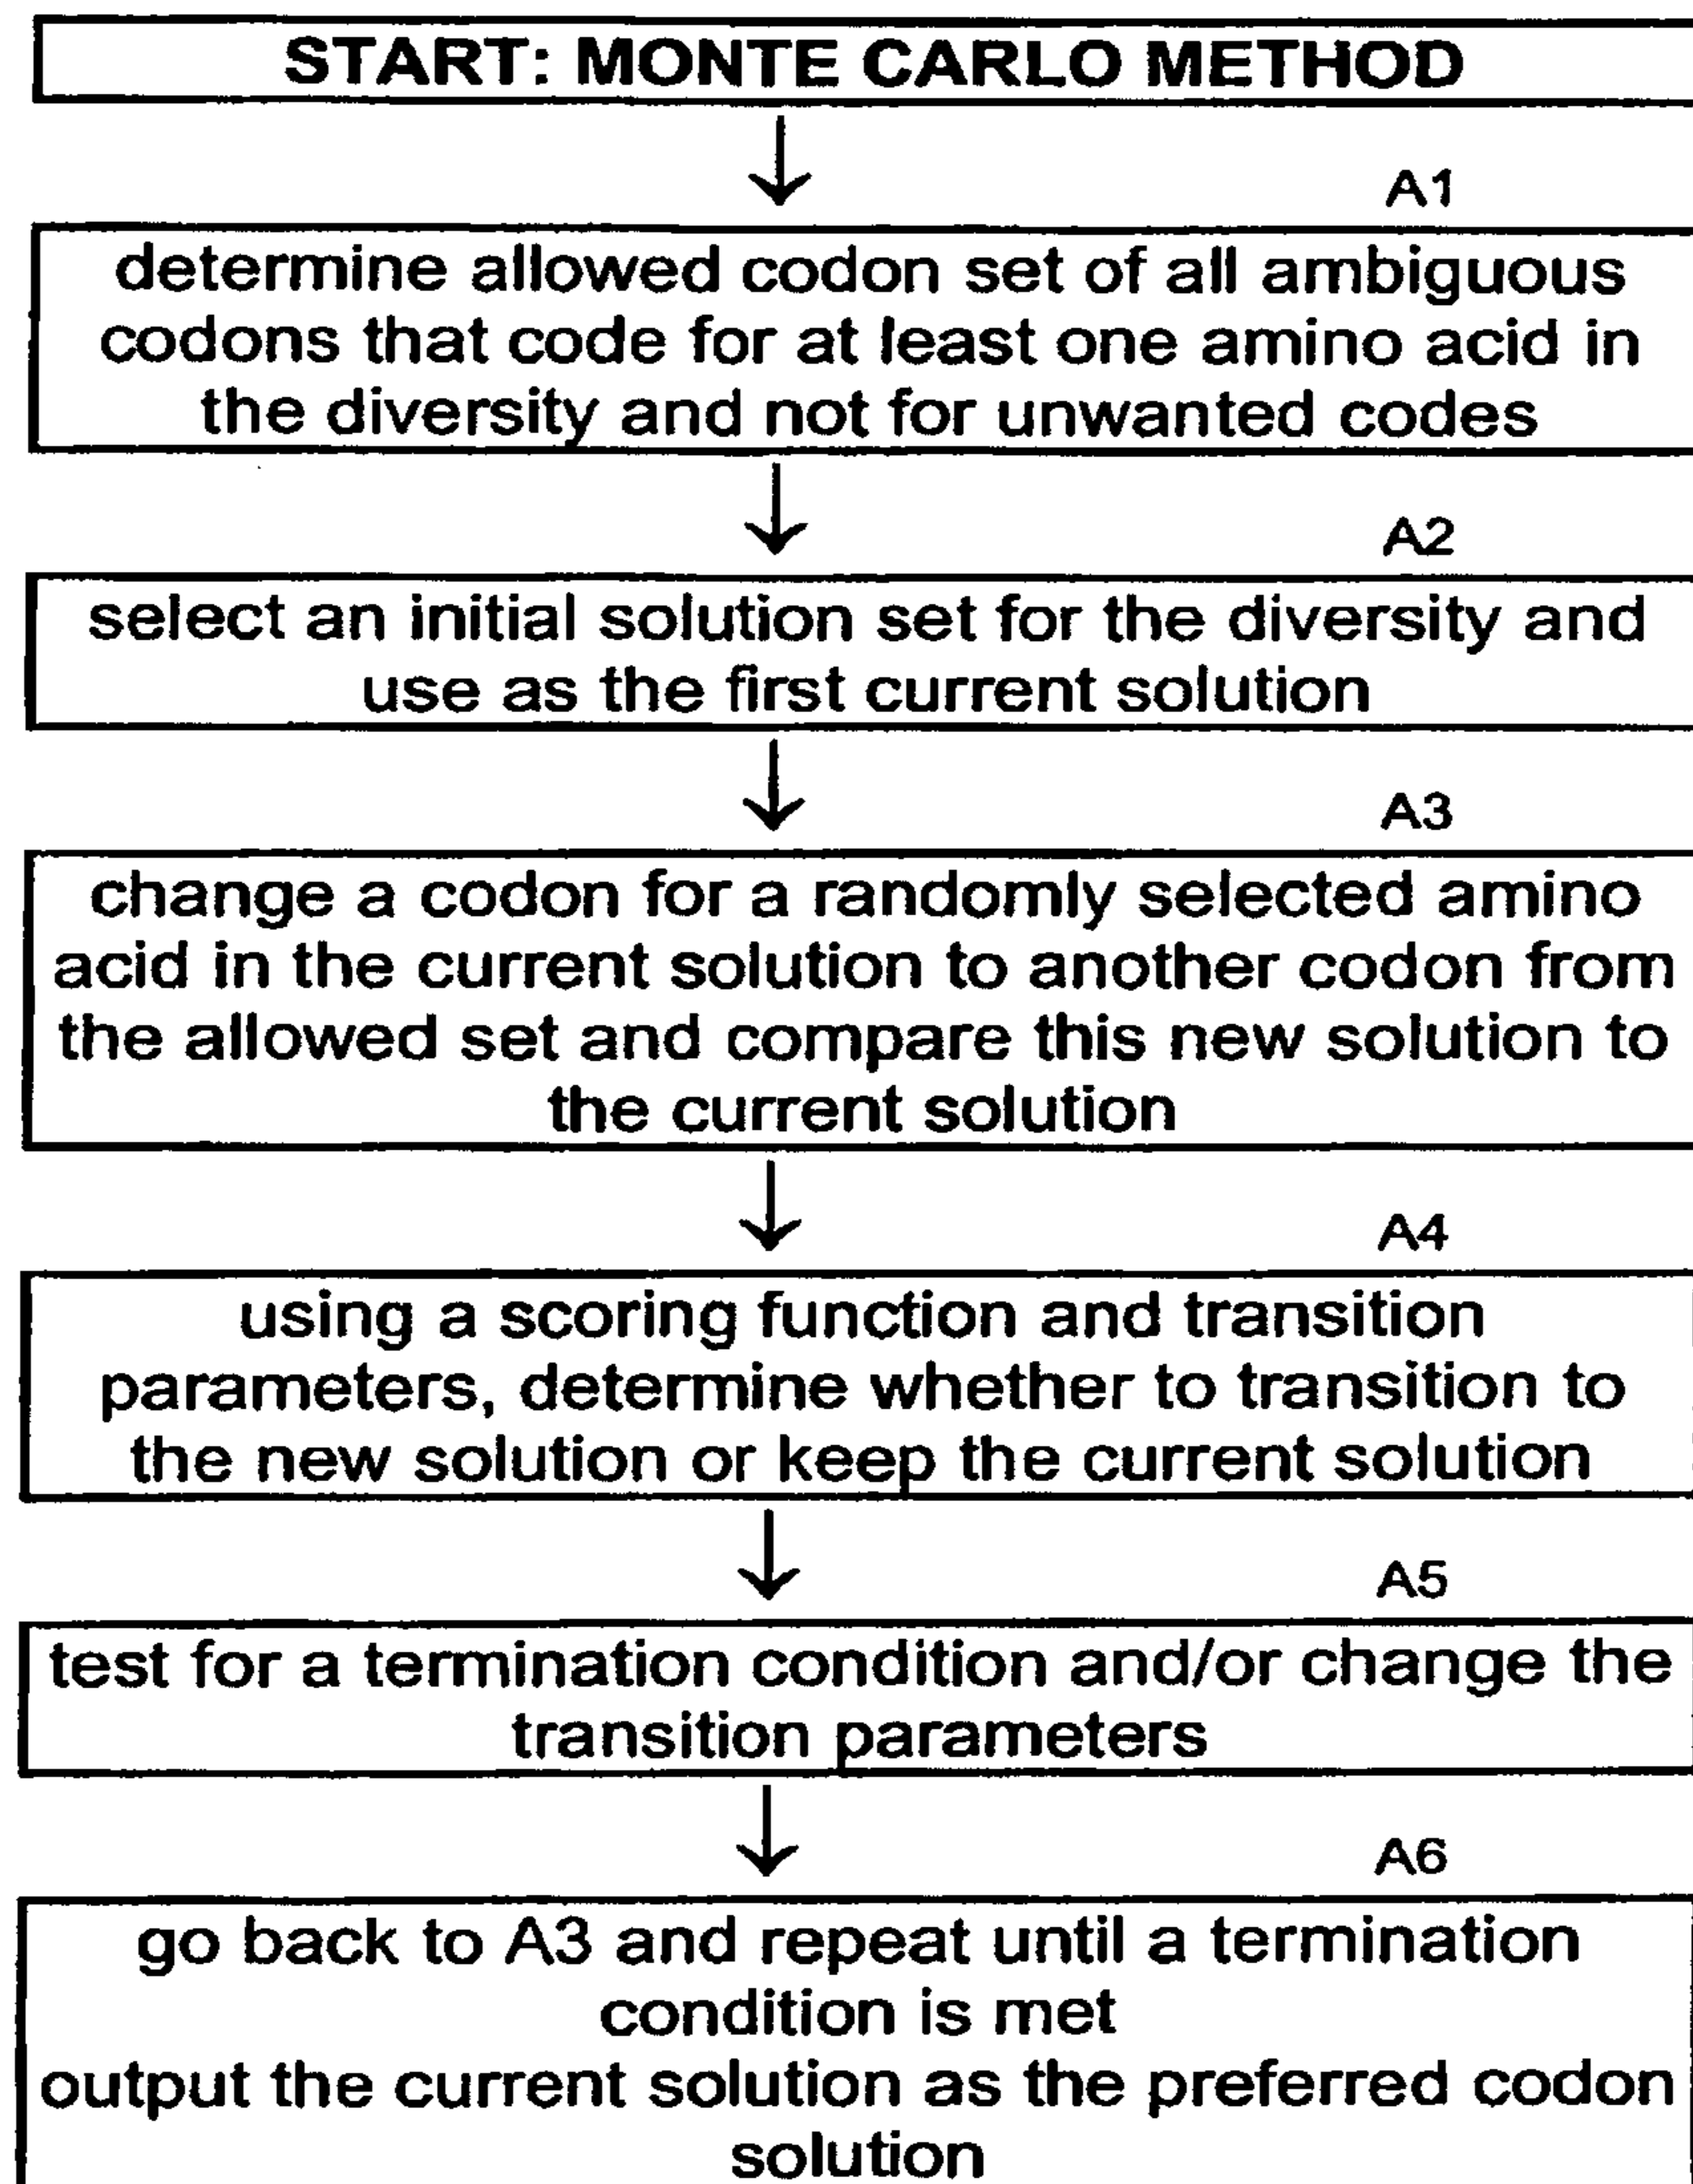 START: MONTE CARLO METHOD
A1
determine allowed codon set of all ambiguous
codons that code for at least one amino acid in
the diversity and not for unwanted codes
A2
select an initial solution set for the diversity and
use as the first current solution
A3
change a codon for a randomly selected amino
acid in the current solution to another codon from
the allowed set and compare this new solution to
the current solution
A4
using a scoring function and transition
parameters, determine whether to transition to
the new solution or keep the current solution
A5
test for a termination condition and/or change the
transition parameters
A6
go back to A3 and repeat until a termination
condition is met
output the current solution as the preferred codon
solution